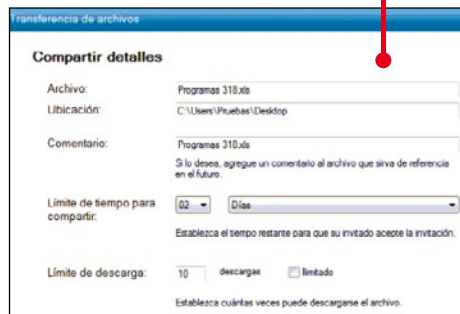 Transferencia de archivos
Compartir detalles
Archivo: Programas 318.xls
Ubicación: C:\Users\Pruebas\Desktop
Comentario: Programas 318.xls
Si lo desea, agregue un comentario al archivo que sirva de referencia
en el futuro.
Límite de tiempo para
compartir: 02 Días
Establezca el tiempo restante para que su invitado acepte la invitación.
Límite de descarga: 10 descargas limitado
Establezca cuántas veces puede descargarse el archivo.